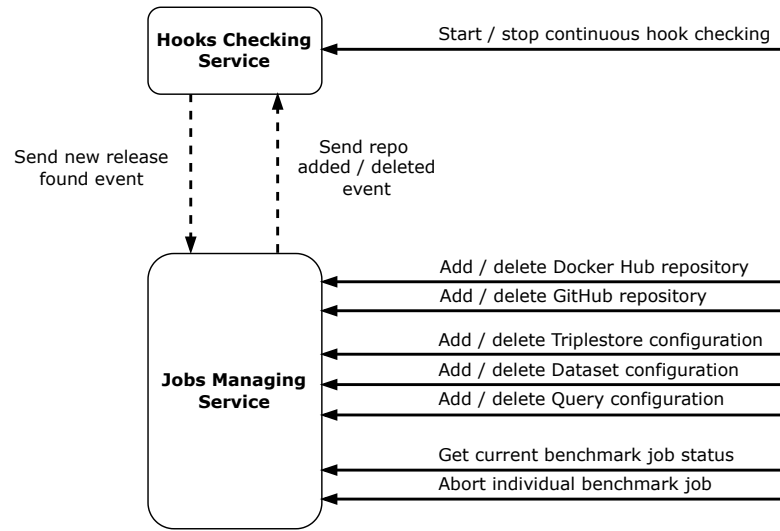 Hooks Checking
Service
Start / stop continuous hook checking
Send new release
found event
Send repo
added / deleted
event
Add / delete Docker Hub repository
Add / delete GitHub repository
Add / delete Triplestore configuration
Add / delete Dataset configuration
Add / delete Query configuration
Jobs Managing
Service
Get current benchmark job status
Abort individual benchmark job